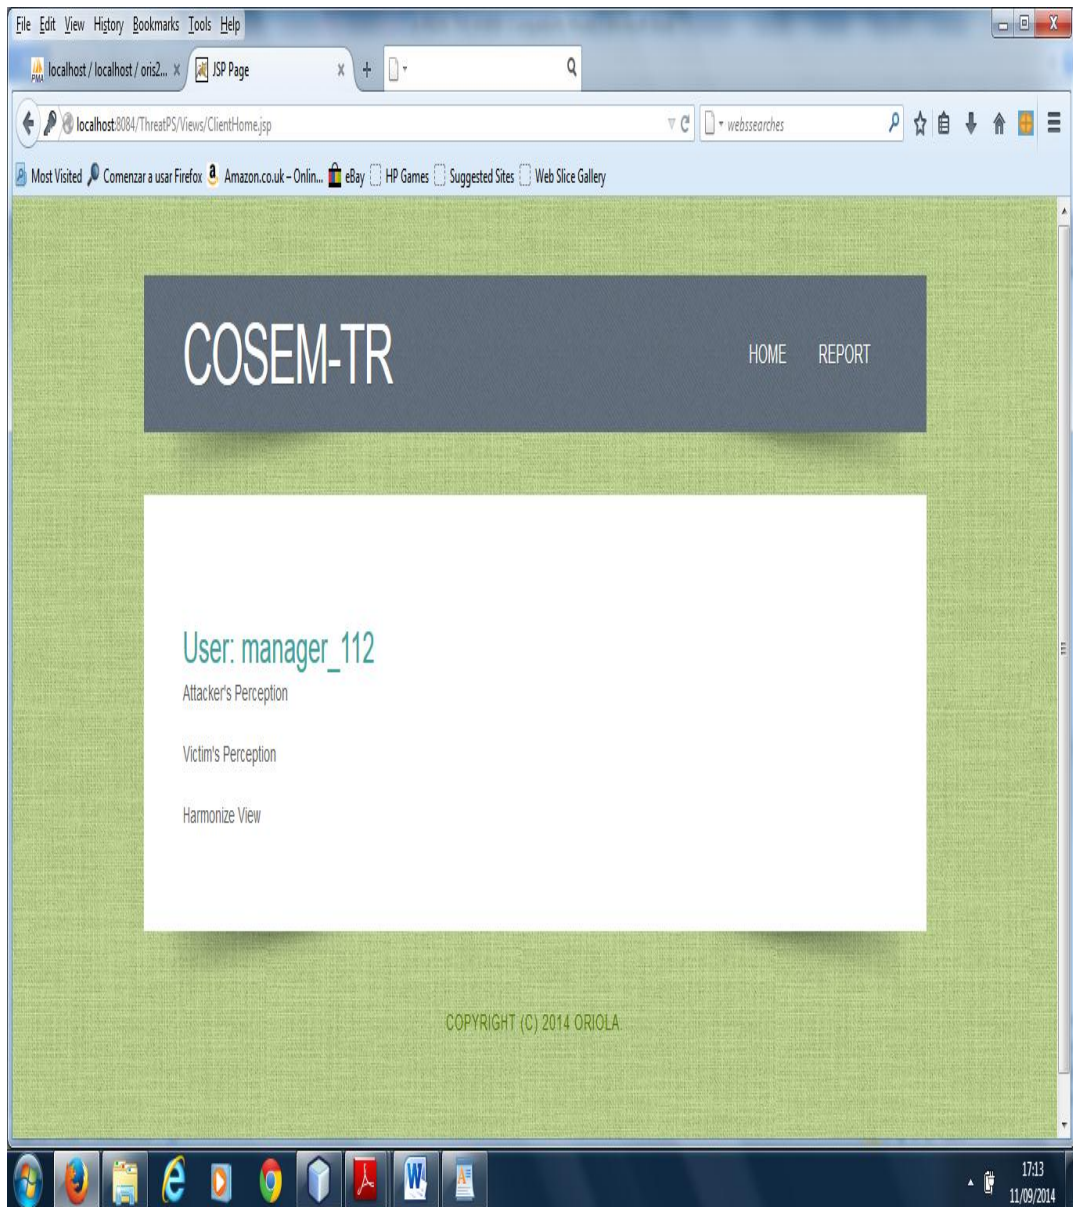 File Edit View History Bookmarks Tools Help
localhost / localhost / oris2... x JSP Page x +
localhost:8084/ThreatPS/Views/ClientHome.jsp webssearches
Most Visited Comenzar a usar Firefox Amazon.co.uk – Onlin... eBay HP Games Suggested Sites Web Slice Gallery
COSEM-TR
HOME REPORT
User: manager_112
Attacker's Perception
Victim's Perception
Harmonize View
COPYRIGHT (C) 2014 ORIOLA
17:13
11/09/2014